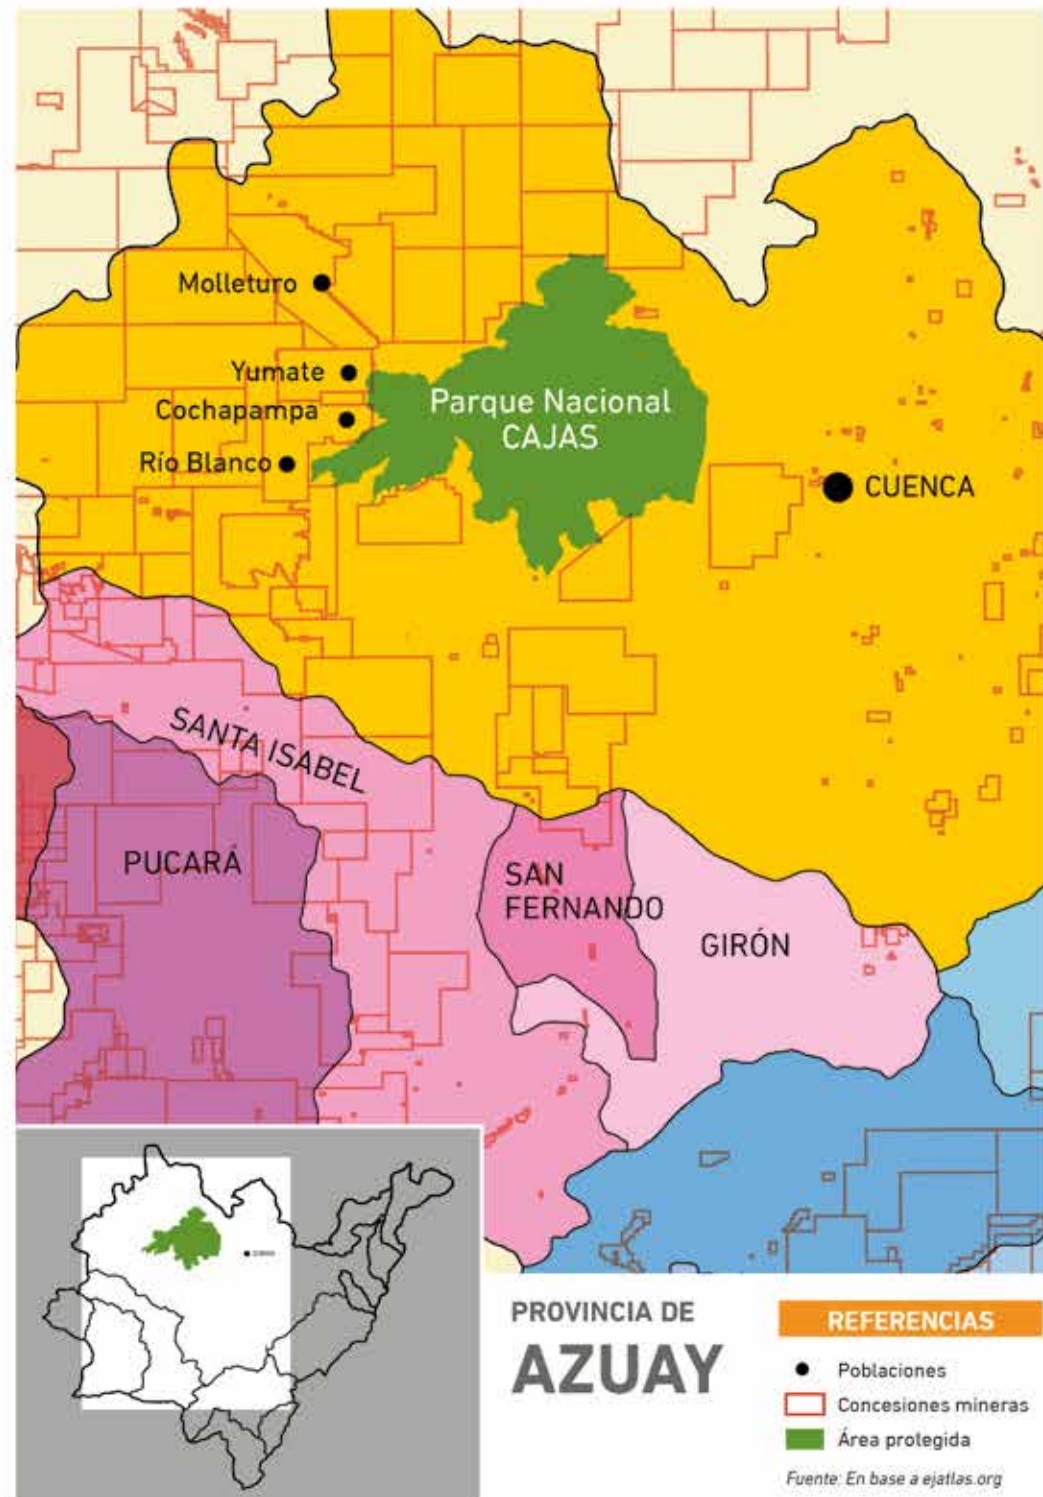 Molleturo
Yumate
Cochapampa
Río Blanco
Parque Nacional
CAJAS
CUENCA
SANTA ISABEL
PUCARÁ
SAN
FERNANDO
GIRÓN
PROVINCIA DE
AZUAY
REFERENCIAS
Poblaciones
Concesiones mineras
Área protegida
Fuente: En base a ejatlas.org